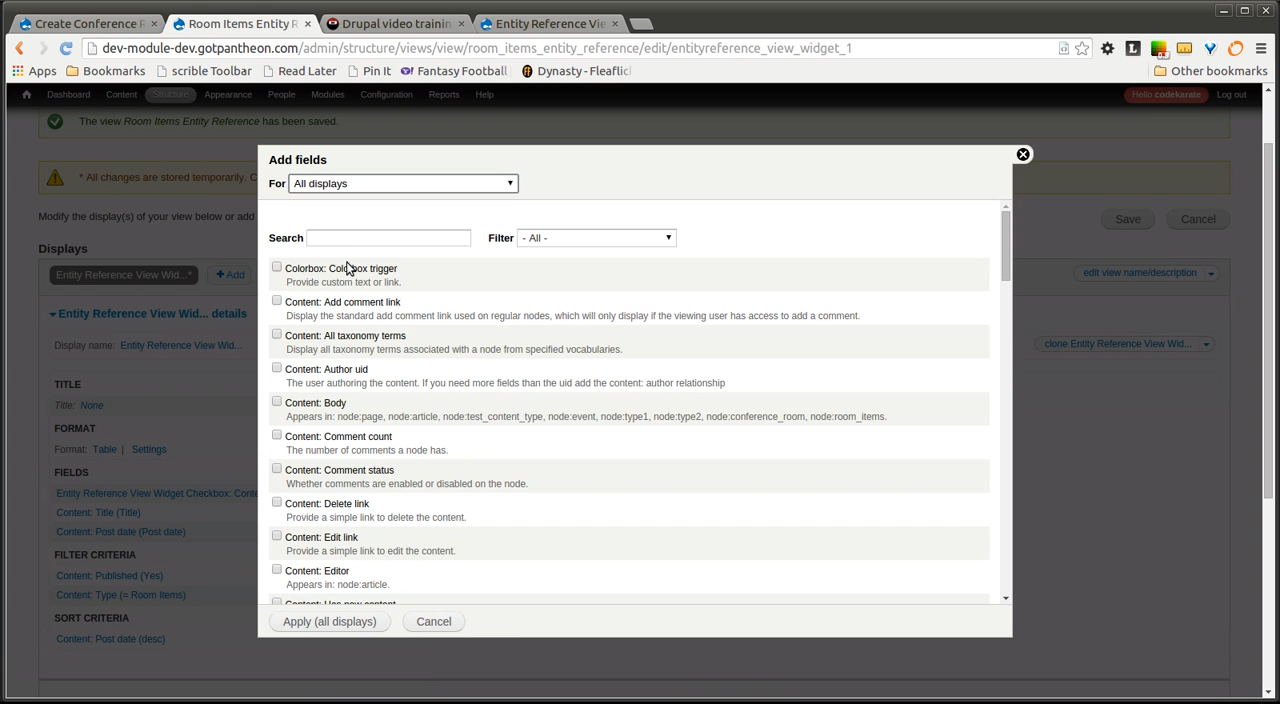 Create Conference R
Room Items Entity R
Drupal video trainin
Entity Reference Vie
dev-module-dev.gotpantheon.com/admin/structure/views/view/room_items_entity_reference/edit/entityreference_view_widget_1
Apps Bookmarks scrible Toolbar Read Later Pin It Fantasy Football Dynasty - Fleaflic Other bookmarks
Dashboard Content Structure Appearance People Modules Configuration Reports Help Hello codekarate Log out
The view Room Items Entity Reference has been saved.
* All changes are stored temporarily. C
Modify the display(s) of your view below or add
Save Cancel
Displays
Entity Reference View Wid...* Add edit view name/description
Entity Reference View Wid... details
Display name: Entity Reference View Wid... clone Entity Reference View Wid...
TITLE
Title: None
FORMAT
Format: Table | Settings
FIELDS
Entity Reference View Widget Checkbox: Conte
Content: Title (Title)
Content: Post date (Post date)
FILTER CRITERIA
Content: Published (Yes)
Content: Type (= Room Items)
SORT CRITERIA
Content: Post date (desc)
Add fields
For All displays
Search Filter - All -
Colorbox: Colorbox trigger
Provide custom text or link.
Content: Add comment link
Display the standard add comment link used on regular nodes, which will only display if the viewing user has access to add a comment.
Content: All taxonomy terms
Display all taxonomy terms associated with a node from specified vocabularies.
Content: Author uid
The user authoring the content. If you need more fields than the uid add the content: author relationship
Content: Body
Appears in: node:page, node:article, node:test_content_type, node:event, node:type1, node:type2, node:conference_room, node:room_items.
Content: Comment count
The number of comments a node has.
Content: Comment status
Whether comments are enabled or disabled on the node.
Content: Delete link
Provide a simple link to delete the content.
Content: Edit link
Provide a simple link to edit the content.
Content: Editor
Appears in: node:article.
Content: Has new content
Apply (all displays) Cancel